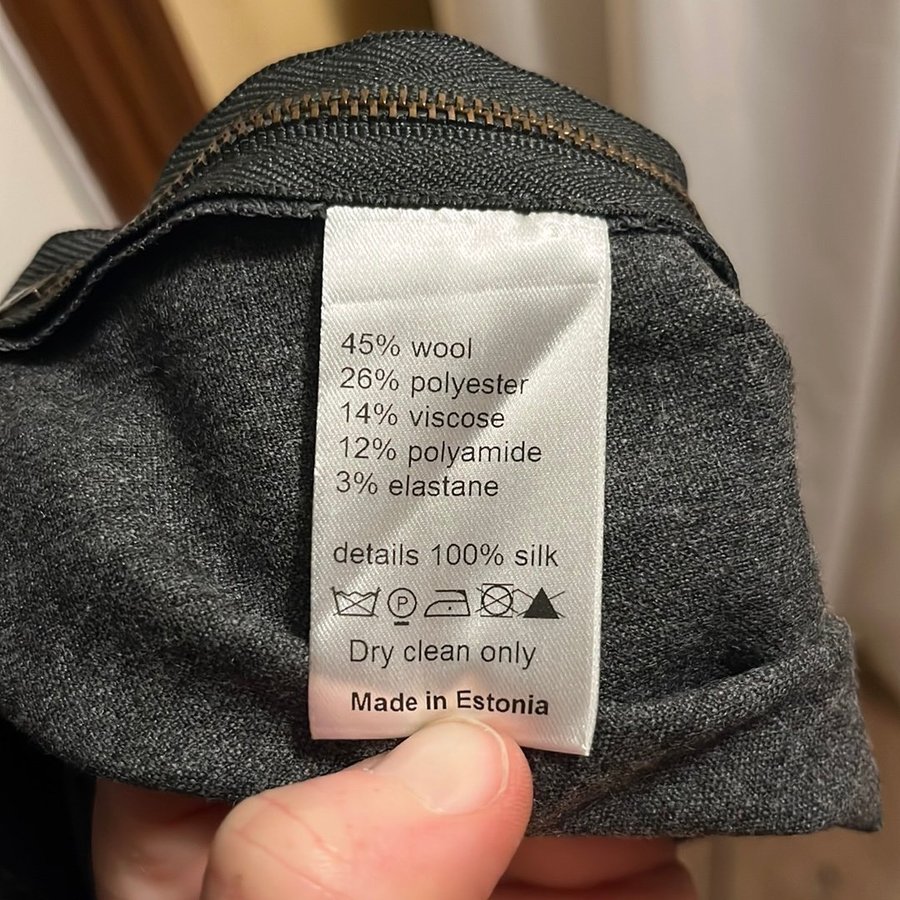 45% wool
26% polyester
14% viscose
12% polyamide
3% elastane
details 100% silk
P
Dry clean only
Made in Estonia